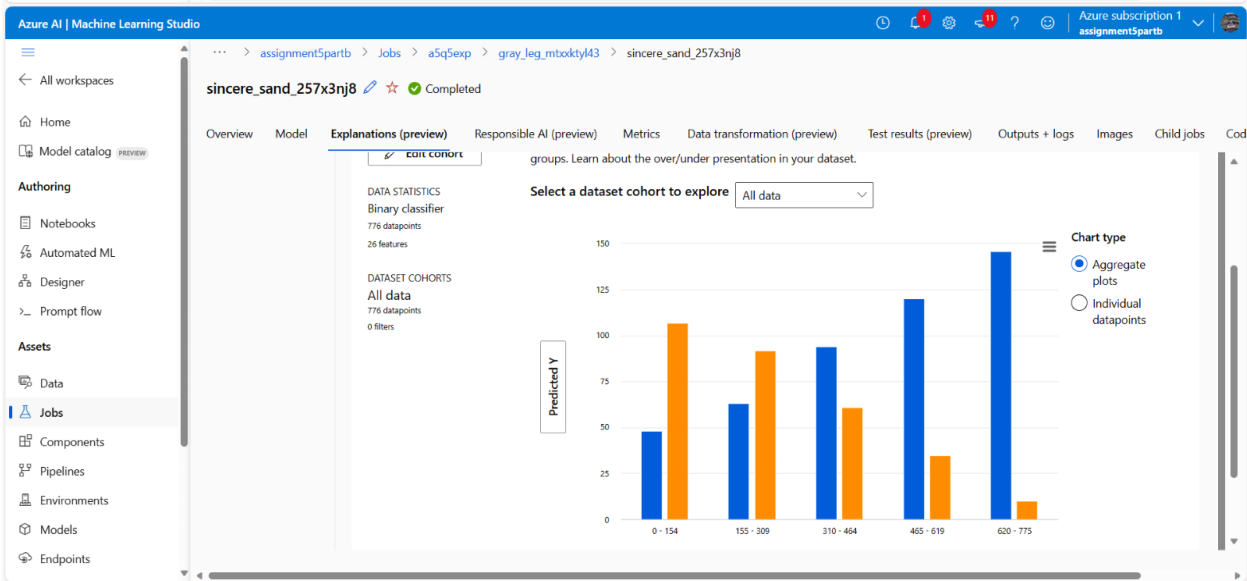 Azure AI | Machine Learning Studio
1
11
?
Azure subscription 1
assignment5partb
··· > assignment5partb > Jobs > a5q5exp > gray_leg_mtxxktyl43 > sincere_sand_257x3nj8
sincere_sand_257x3nj8 Completed
Overview Model Explanations (preview) Responsible AI (preview) Metrics Data transformation (preview) Test results (preview) Outputs + logs Images Child jobs Cod
All workspaces
Home
Model catalog PREVIEW
Authoring
Notebooks
Automated ML
Designer
Prompt flow
Assets
Data
Jobs
Components
Pipelines
Environments
Models
Endpoints
Edit cohort
DATA STATISTICS
Binary classifier
776 datapoints
26 features
DATASET COHORTS
All data
776 datapoints
0 filters
groups. Learn about the over/under presentation in your dataset.
Select a dataset cohort to explore All data
Predicted Y
150
125
100
75
50
25
0
0 - 154 155 - 309 310 - 464 465 - 619 620 - 775
Chart type
Aggregate
plots
Individual
datapoints